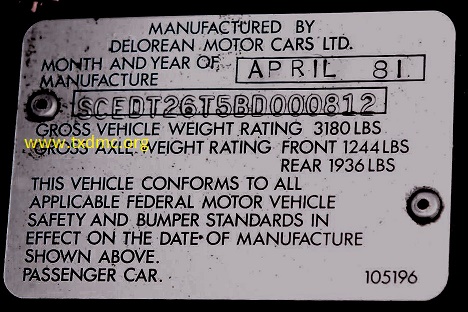 MANUFACTURED BY
DELOREAN MOTOR CARS LTD.
MONTH AND YEAR OF APRIL 81.
MANUFACTURE
SCEDT26T5BD000812
GROSS VEHICLE WEIGHT RATING 3180 LBS
www.txdmc.org
GROSS AXLE WEIGHT RATING FRONT 1244 LBS
REAR 1936 LBS
THIS VEHICLE CONFORMS TO ALL
APPLICABLE FEDERAL MOTOR VEHICLE
SAFETY AND BUMPER STANDARDS IN
EFFECT ON THE DATE OF MANUFACTURE
SHOWN ABOVE.
PASSENGER CAR. 105196